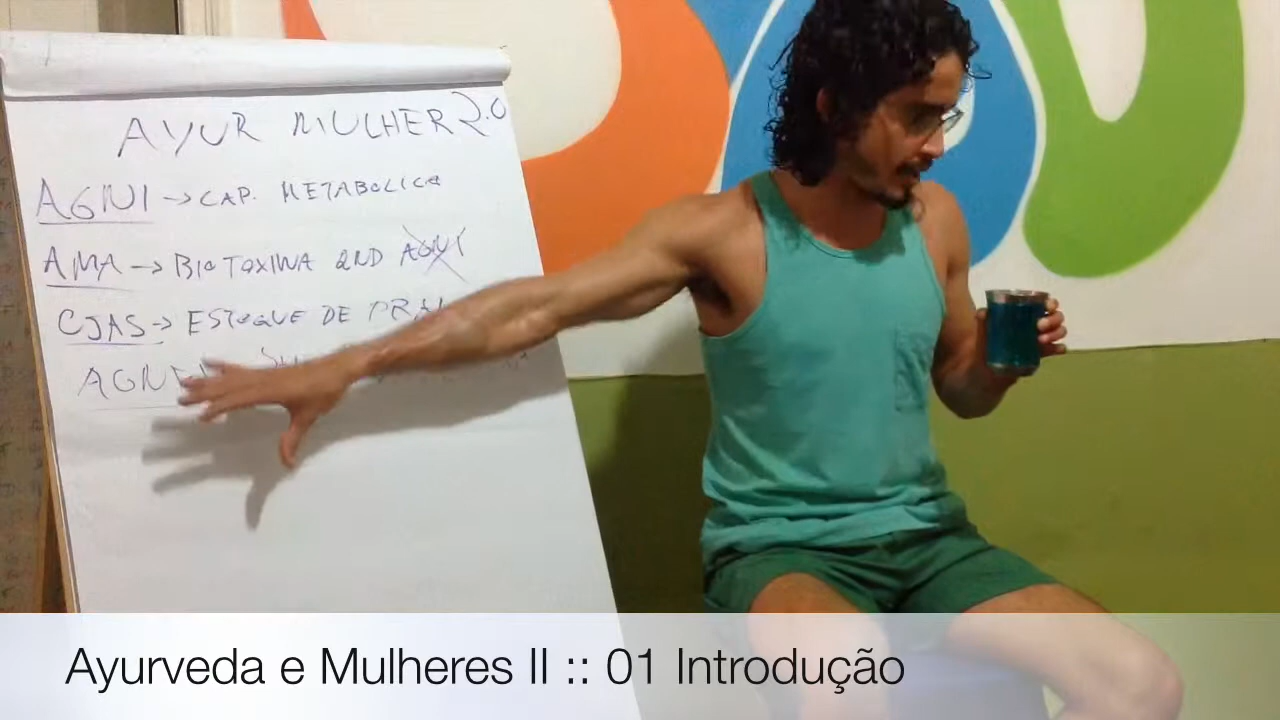 AYUR MULHER 2.0
AGNI → CAP. METABOLICA
AMA → BIOTOXINA QND AGNI
OJAS → ESTOQUE DE
Ayurveda e Mulheres II :: 01 Introdução